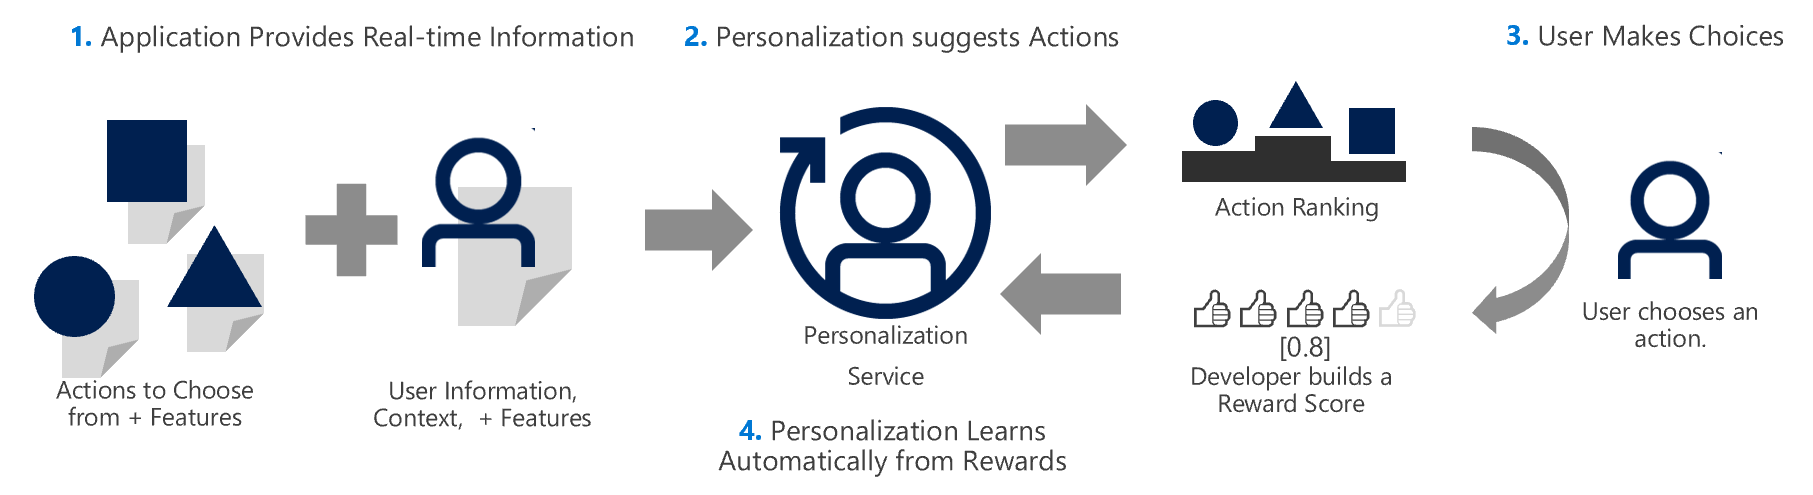 1. Application Provides Real-time Information
2. Personalization suggests Actions
3. User Makes Choices
Actions to Choose
from + Features
User Information,
Context, + Features
Personalization
Service
4. Personalization Learns
Automatically from Rewards
Action Ranking
[0.8]
Developer builds a
Reward Score
User chooses an
action.